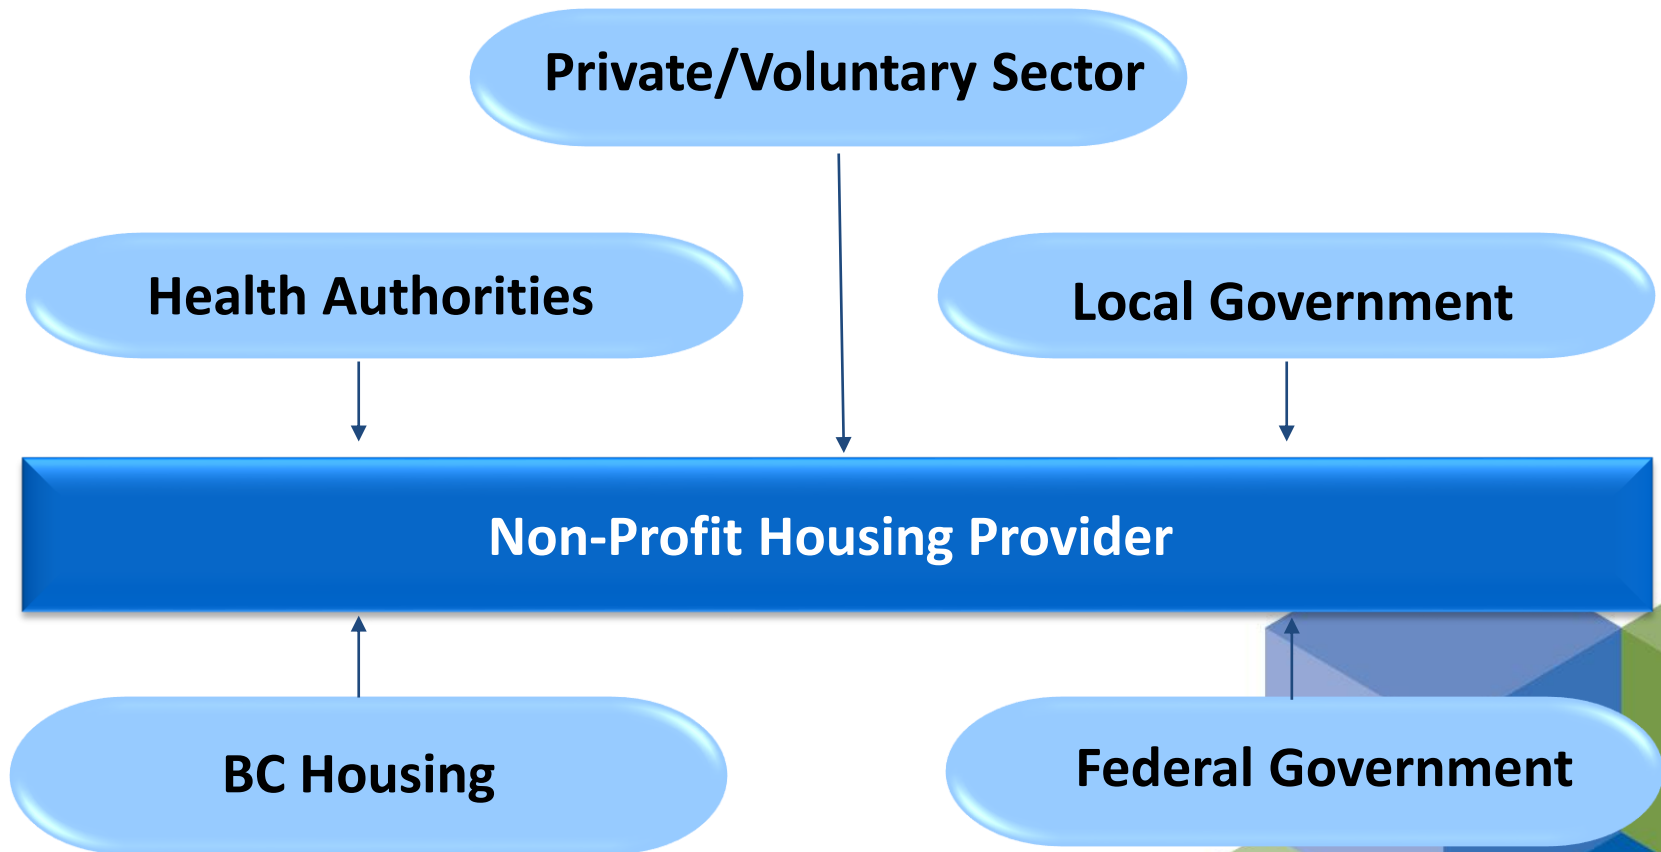 Private/Voluntary Sector
Health Authorities
Local Government
Non-Profit Housing Provider
BC Housing
Federal Government